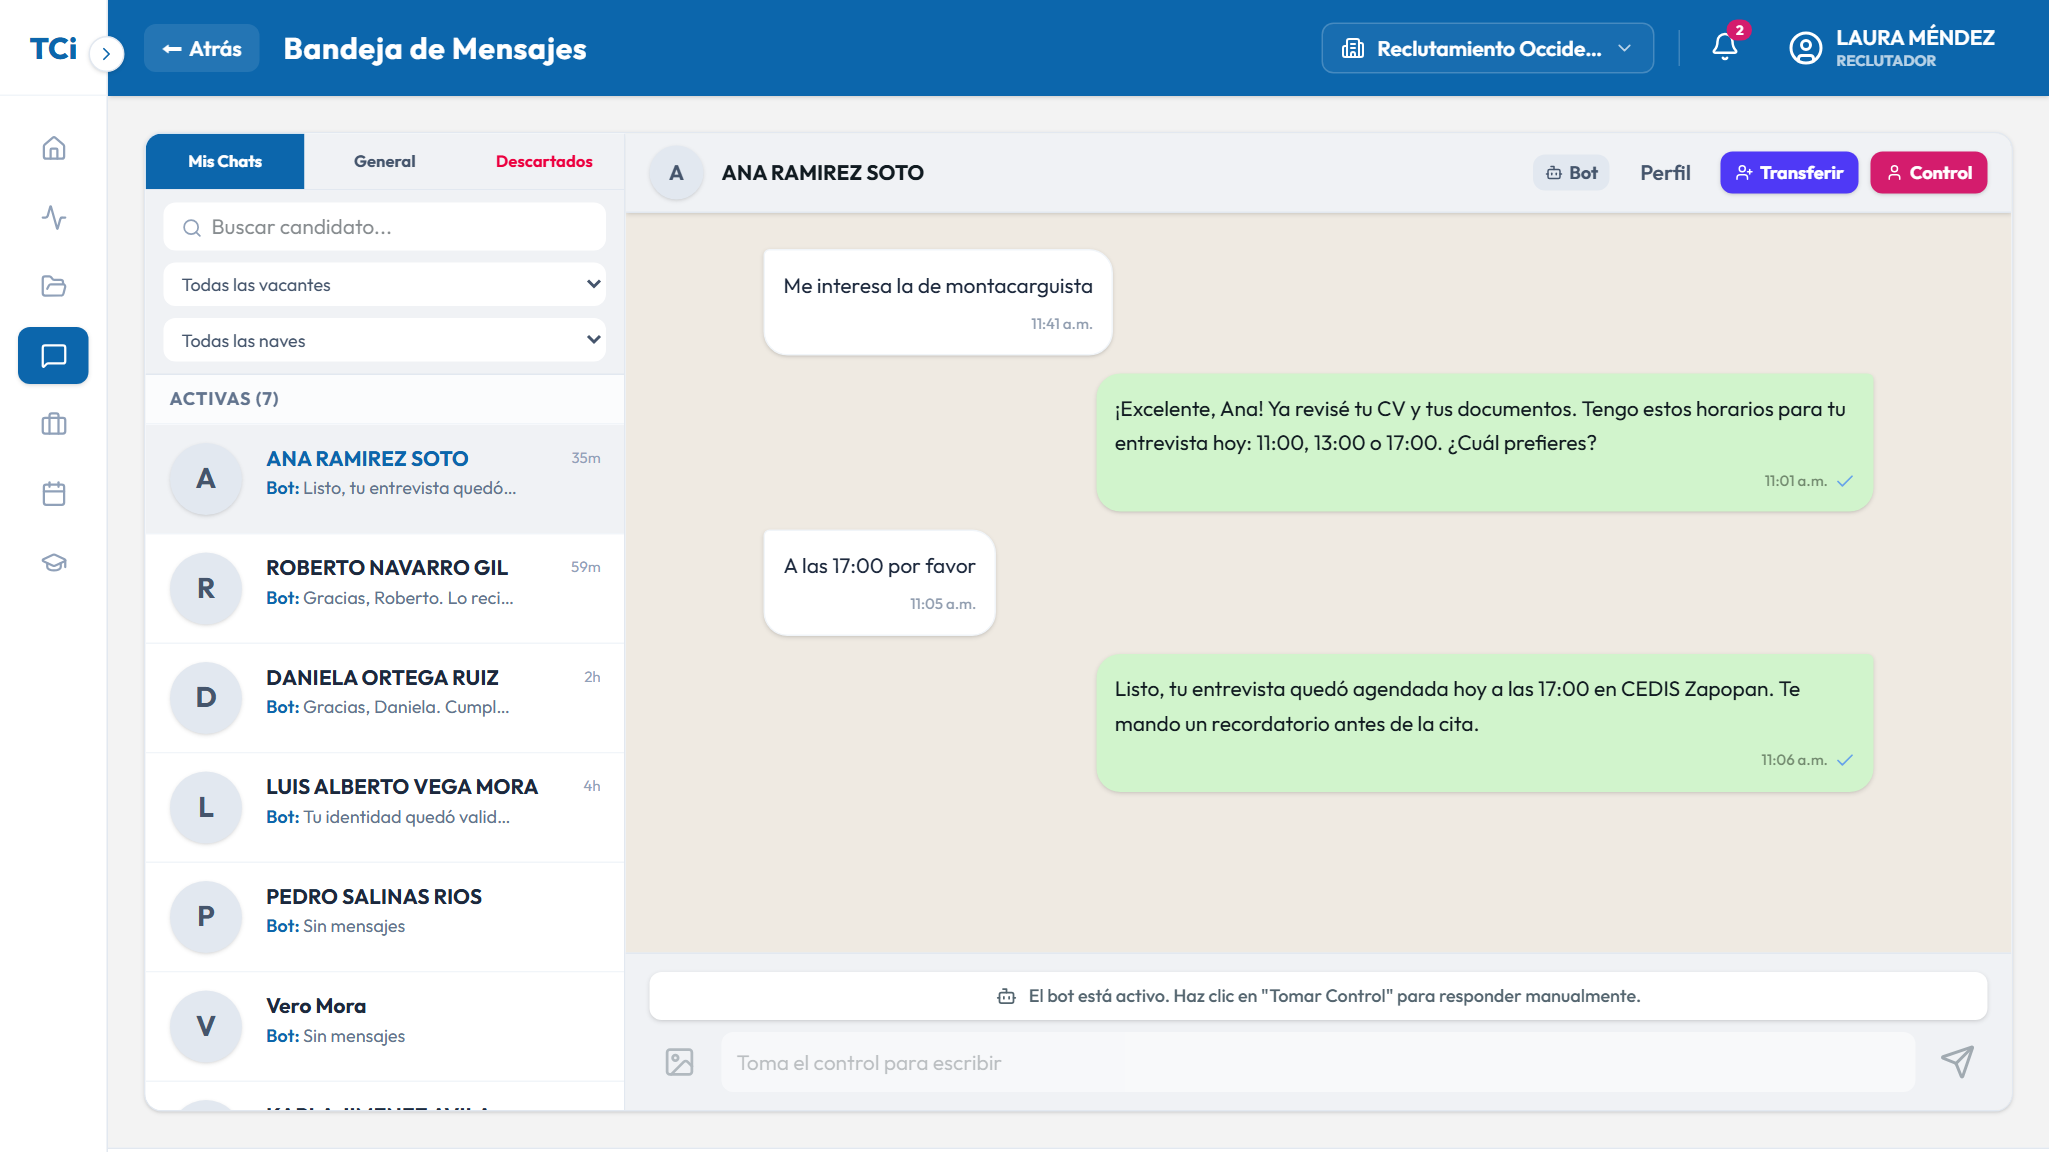 TCi
← Atrás
Bandeja de Mensajes
Reclutamiento Occide...
2
LAURA MÉNDEZ
RECLUTADOR
Mis Chats
General
Descartados
Buscar candidato...
Todas las vacantes
Todas las naves
ACTIVAS (7)
A
ANA RAMIREZ SOTO
35m
Bot: Listo, tu entrevista quedó...
R
ROBERTO NAVARRO GIL
59m
Bot: Gracias, Roberto. Lo reci...
D
DANIELA ORTEGA RUIZ
2h
Bot: Gracias, Daniela. Cumpl...
L
LUIS ALBERTO VEGA MORA
4h
Bot: Tu identidad quedó valid...
P
PEDRO SALINAS RIOS
Bot: Sin mensajes
V
Vero Mora
Bot: Sin mensajes
A
ANA RAMIREZ SOTO
Bot
Perfil
Transferir
Control
Me interesa la de montacarguista
11:41 a.m.
¡Excelente, Ana! Ya revisé tu CV y tus documentos. Tengo estos horarios para tu
entrevista hoy: 11:00, 13:00 o 17:00. ¿Cuál prefieres?
11:01 a.m.
A las 17:00 por favor
11:05 a.m.
Listo, tu entrevista quedó agendada hoy a las 17:00 en CEDIS Zapopan. Te
mando un recordatorio antes de la cita.
11:06 a.m.
El bot está activo. Haz clic en "Tomar Control" para responder manualmente.
Toma el control para escribir